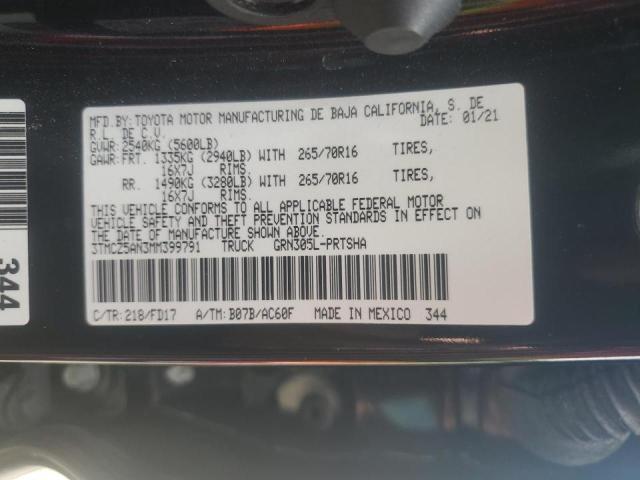 MFD.BY:TOYOTA MOTOR MANUFACTURING DE BAJA CALIFORNIA, S. DE
R.L. DE C.V. DATE: 01/21
GVWR: 2540KG (5600LB)
GAWR:FRT. 1335KG (2940LB) WITH 265/70R16 TIRES,
16X7J RIMS.
RR. 1490KG (3280LB) WITH 265/70R16 TIRES,
16X7J RIMS.
THIS VEHICLE CONFORMS TO ALL APPLICABLE FEDERAL MOTOR
VEHICLE SAFETY AND THEFT PREVENTION STANDARDS IN EFFECT ON
THE DATE OF MANUFACTURE SHOWN ABOVE.
3TMCZ5AN3MM399791 TRUCK GRN305L-PRTSHA
C/TR:218/FD17 A/TM:B07B/AC60F MADE IN MEXICO 344
344